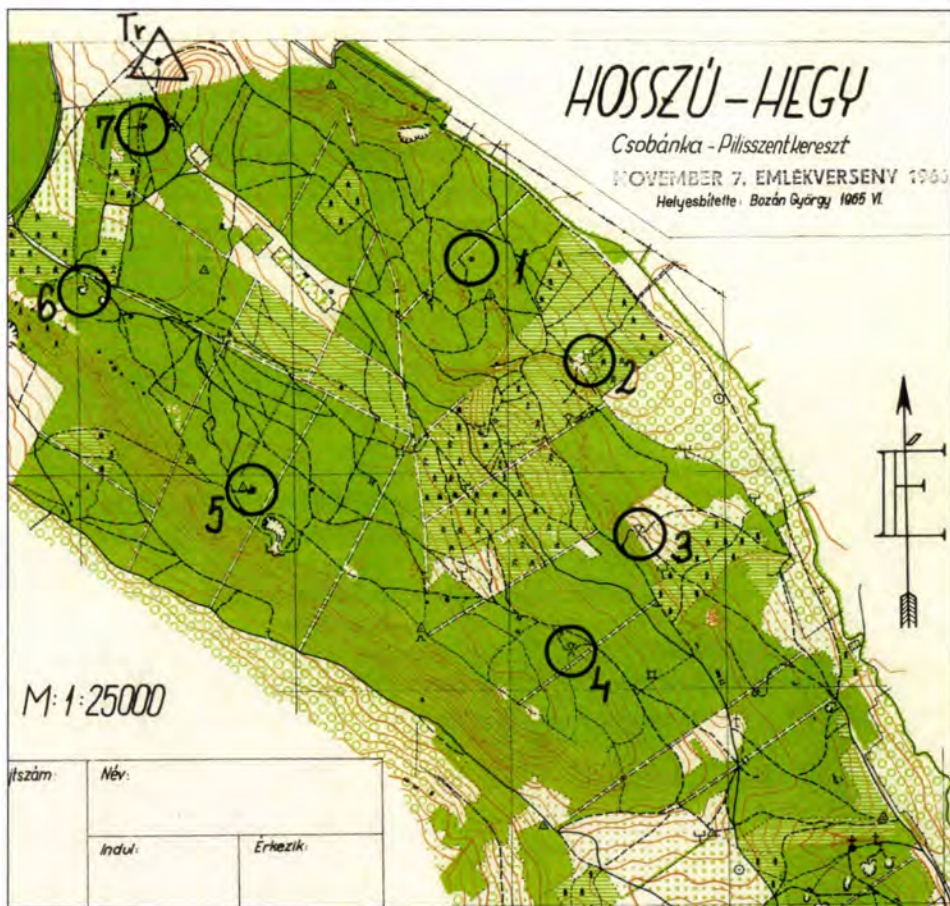 Tr
HOSSZÚ-HEGY
Csobánka - Pilisszentkereszt
NOVEMBER 7. EMLÉKVERSENY
Helyesbítette: Bozán György 1965 VI.
7
1
6
2
5
3
4
É
M: 1:25000
jtszám:
Név:
Indul:
Érkezik: